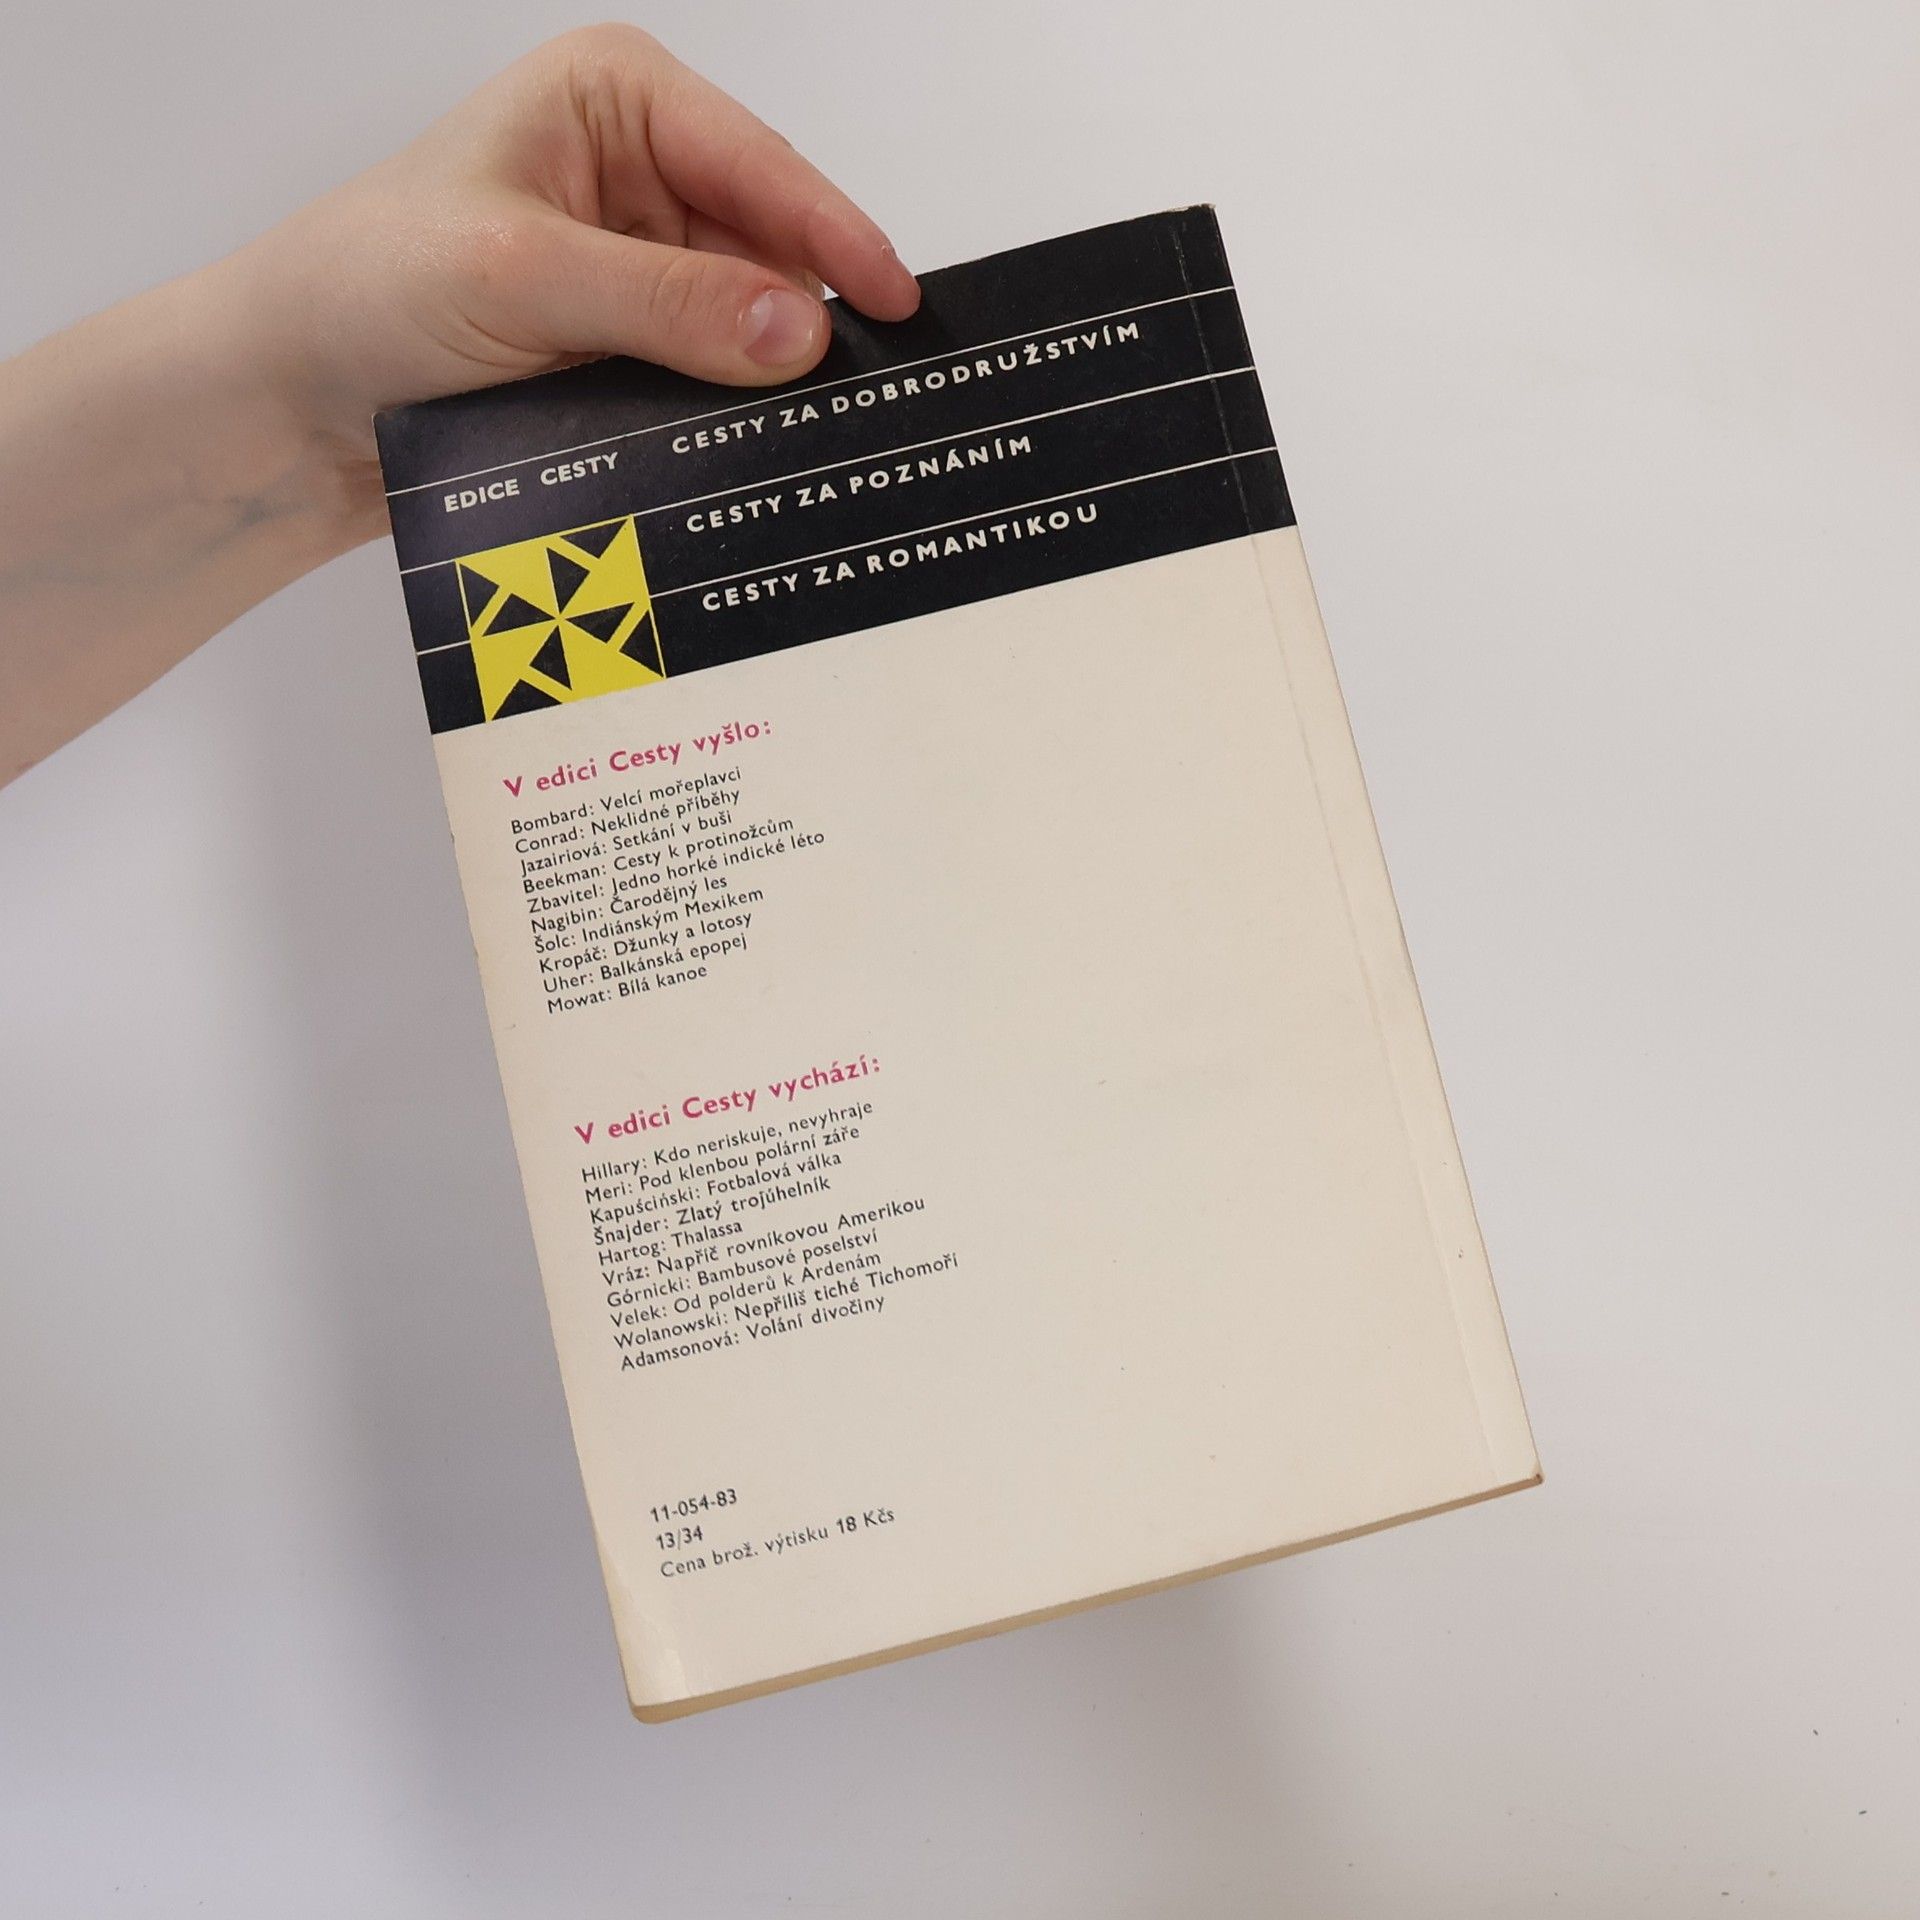 EDICE CESTY
CESTY ZA DOBRODRUŽSTVÍM
CESTY ZA POZNÁNÍM
CESTY ZA ROMANTIKOU
V edici Cesty vyšlo:
Bombard: Velcí mořeplavci
Conrad: Neklidné příběhy
Jazairiová: Setkání v buši
Beekman: Cesty k protinožcům
Zbavitel: Jedno horké indické léto
Nagibin: Čarodějný les
Šolc: Indiánským Mexikem
Kropáč: Džunky a lotosy
Uher: Balkánská epopej
Mowat: Bílá kanoe
V edici Cesty vychází:
Hillary: Kdo neriskuje, nevyhraje
Meri: Pod klenbou polární záře
Kapuściński: Fotbalová válka
Šnajder: Zlatý trojúhelník
Hartog: Thalassa
Vráz: Napříč rovníkovou Amerikou
Górnicki: Bambusové poselství
Velek: Od polderů k Ardenám
Wolanowski: Nepříliš tiché Tichomoří
Adamsonová: Volání divočiny
11-054-83
13/34
Cena brož. výtisku 18 Kčs